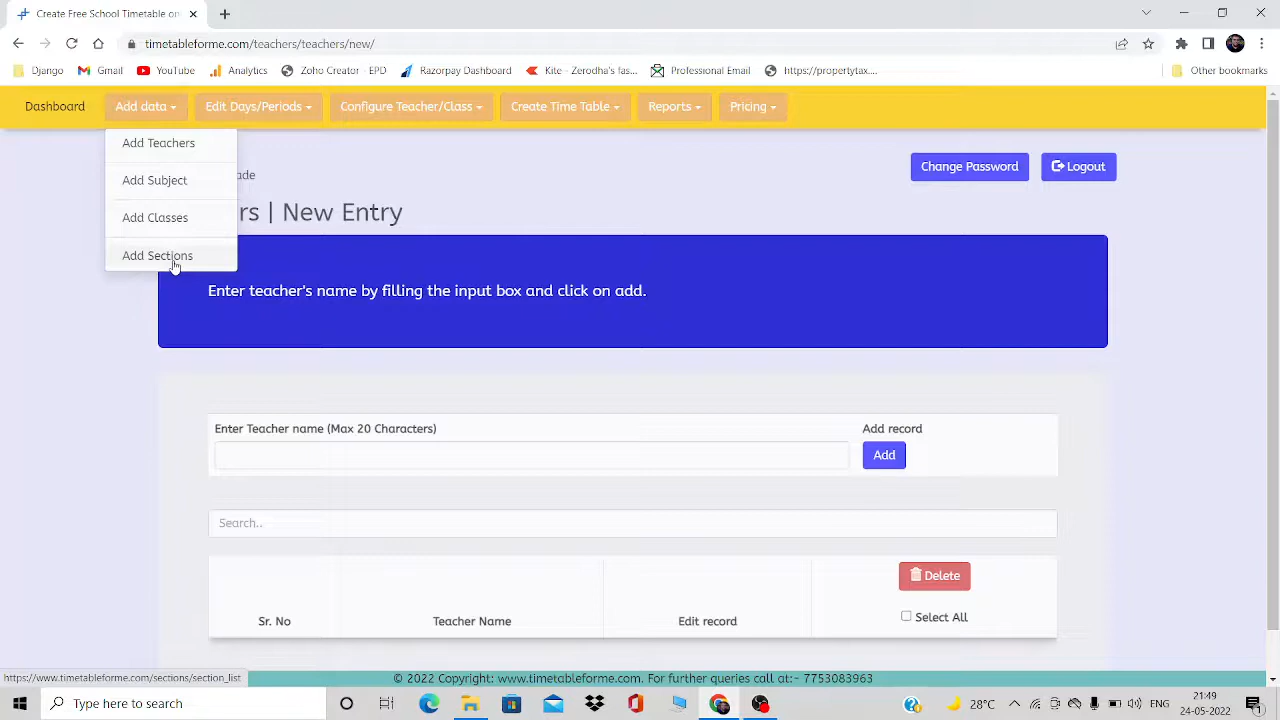 Create Free School Timetable on
timetableforme.com/teachers/teachers/new/
Django
Gmail
YouTube
Analytics
Zoho Creator - EPD
Razorpay Dashboard
Kite - Zerodha's fas...
Professional Email
https://propertytax....
Other bookmarks
Dashboard
Add data
Edit Days/Periods
Configure Teacher/Class
Create Time Table
Reports
Pricing
Add Teachers
Add Subject
Add Classes
Add Sections
ade
Change Password
Logout
rs | New Entry
Enter teacher's name by filling the input box and click on add.
Enter Teacher name (Max 20 Characters)
Add record
Add
Search..
Delete
Sr. No
Teacher Name
Edit record
Select All
https://www.timetableforme.com/sections/section_list
© 2022 Copyright: www.timetableforme.com. For further queries call at:- 7753083963
Type here to search
28°C
ENG
21:49
24-05-2022
1